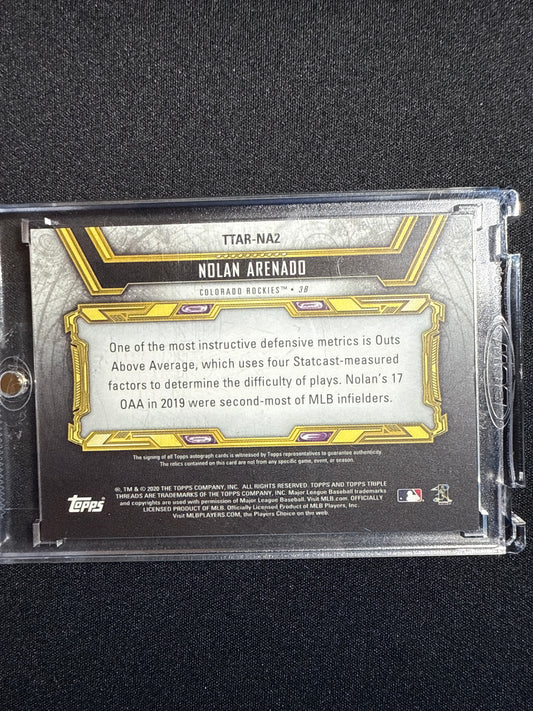 TTAR-NA2
NOLAN ARENADO
COLORADO ROCKIES™ • 3B
One of the most instructive defensive metrics is Outs
Above Average, which uses four Statcast-measured
factors to determine the difficulty of plays. Nolan's 17
OAA in 2019 were second-most of MLB infielders.
The signing of all Topps autograph cards is witnessed by Topps representatives to guarantee authenticity.
The relics contained on this card are not from any specific game, event, or season.
®, TM & © 2020 THE TOPPS COMPANY, INC. ALL RIGHTS RESERVED. TOPPS AND TOPPS TRIPLE
THREADS ARE TRADEMARKS OF THE TOPPS COMPANY, INC. Major League Baseball trademarks
and copyrights are used with permission of Major League Baseball. Visit MLB.com. OFFICIALLY
LICENSED PRODUCT OF MLB. Officially Licensed Product of MLB Players, Inc.
Visit MLBPLAYERS.COM, the Players Choice on the web.
topps